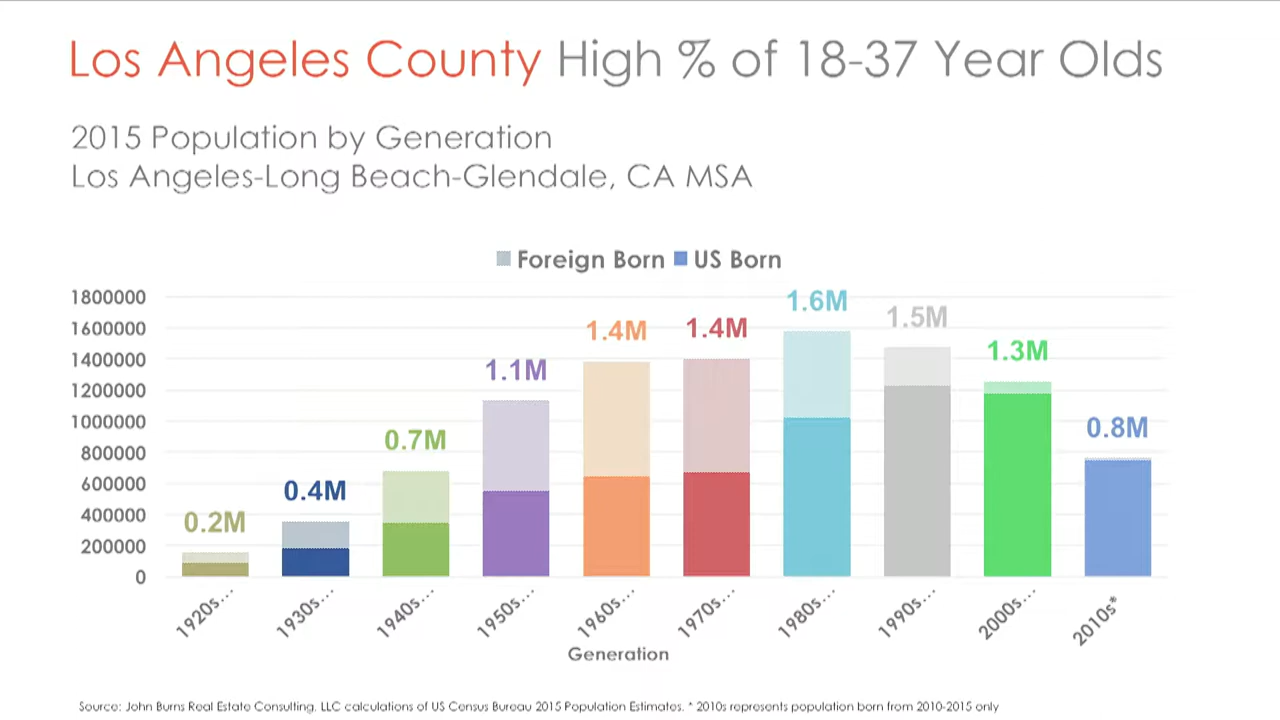 Los Angeles County High % of 18-37 Year Olds
2015 Population by Generation
Los Angeles-Long Beach-Glendale, CA MSA
Foreign Born US Born
1800000
1600000
1400000
1200000
1000000
800000
600000
400000
200000
0
0.2M
0.4M
0.7M
1.1M
1.4M
1.4M
1.6M
1.5M
1.3M
0.8M
1920s...
1930s...
1940s...
1950s...
1960s...
1970s...
1980s...
1990s...
2000s...
2010s*
Generation
Source: John Burns Real Estate Consulting, LLC calculations of US Census Bureau 2015 Population Estimates. * 2010s represents population born from 2010-2015 only